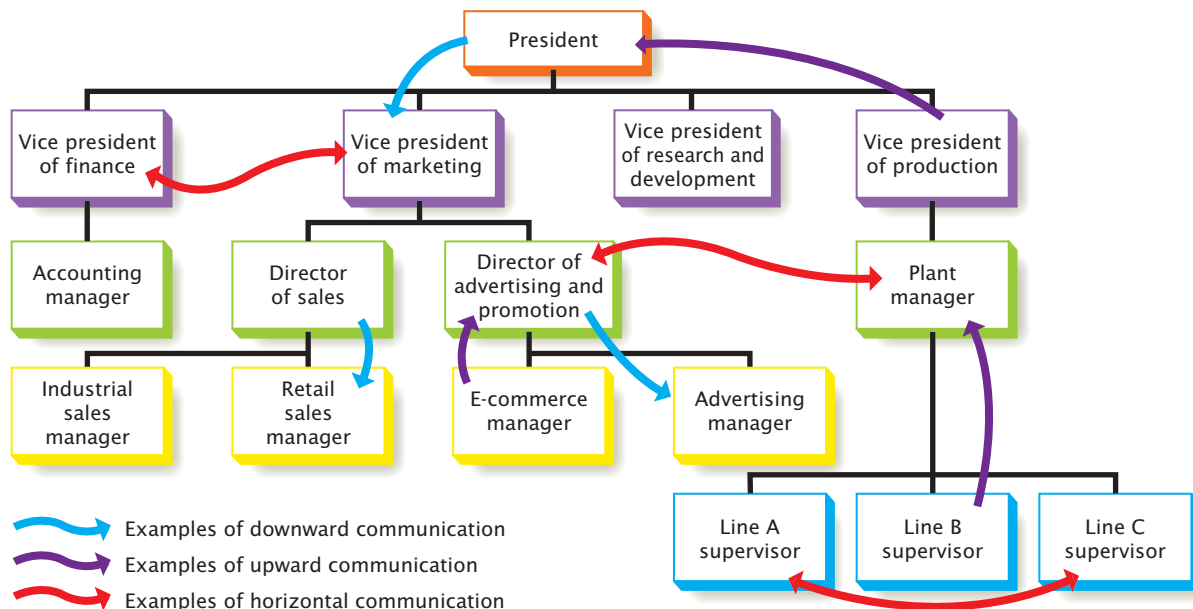 President
Vice president
of finance
Vice president
of marketing
Vice president
of research and
development
Vice president
of production
Accounting
manager
Director
of sales
Director of
advertising and
promotion
Plant
manager
Industrial
sales
manager
Retail
sales
manager
E-commerce
manager
Advertising
manager
Line A
supervisor
Line B
supervisor
Line C
supervisor
Examples of downward communication
Examples of upward communication
Examples of horizontal communication